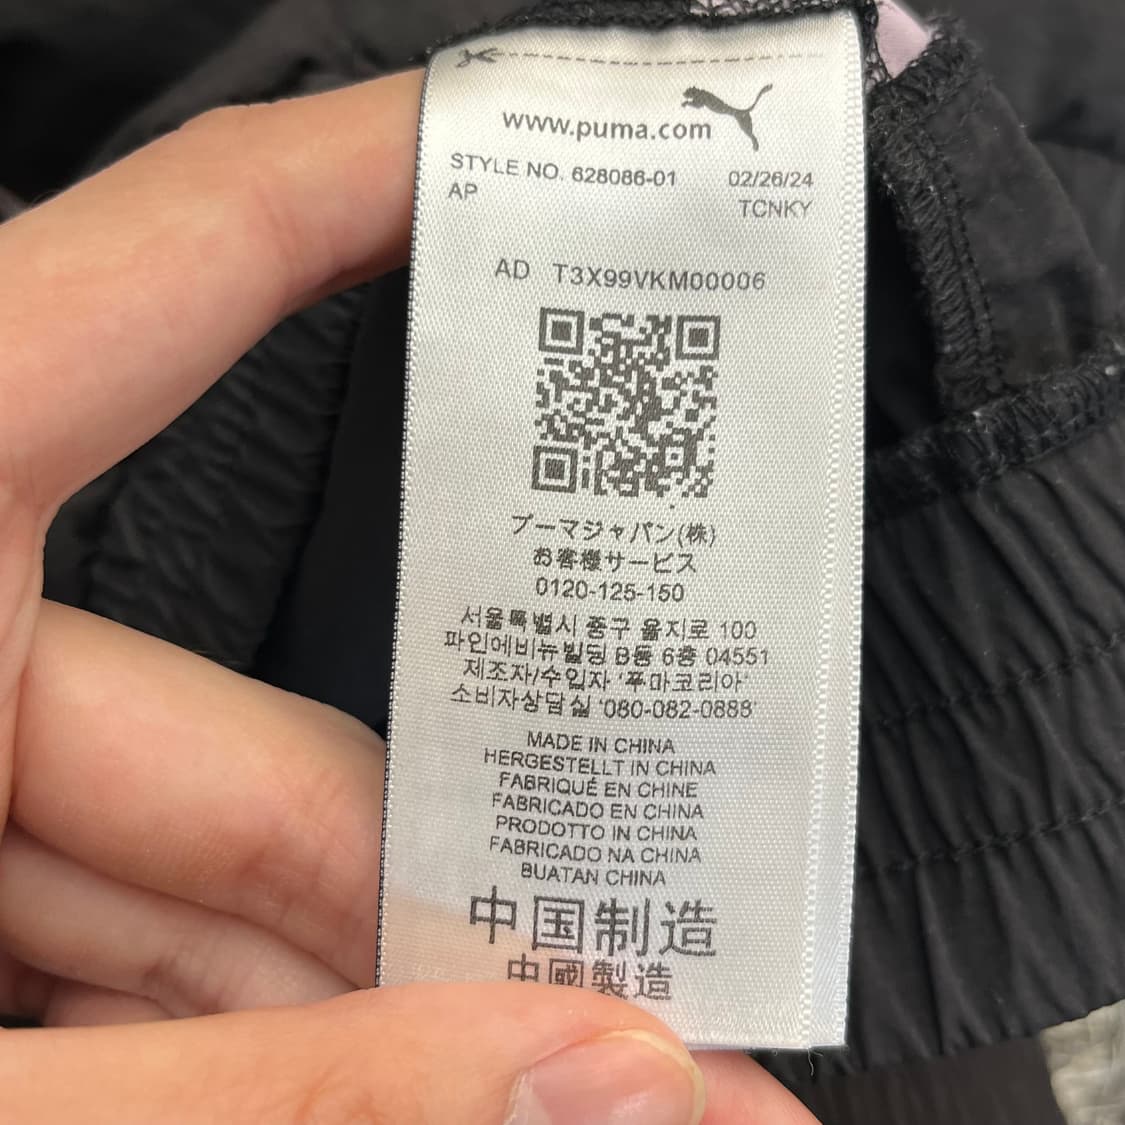 www.puma.com
STYLE NO. 628086-01 02/26/24
AP TCNKY
AD T3X99VKM00006
プーマジャパン(株)
お客様サービス
0120-125-150
서울특별시 중구 을지로 100
파인에비뉴빌딩 B동 6층 04551
제조자/수입자 '푸마코리아'
소비자상담실 '080-082-0888'
MADE IN CHINA
HERGESTELLT IN CHINA
FABRIQUÉ EN CHINE
FABRICADO EN CHINA
PRODOTTO IN CHINA
FABRICADO NA CHINA
BUATAN CHINA
中国制造
中國製造